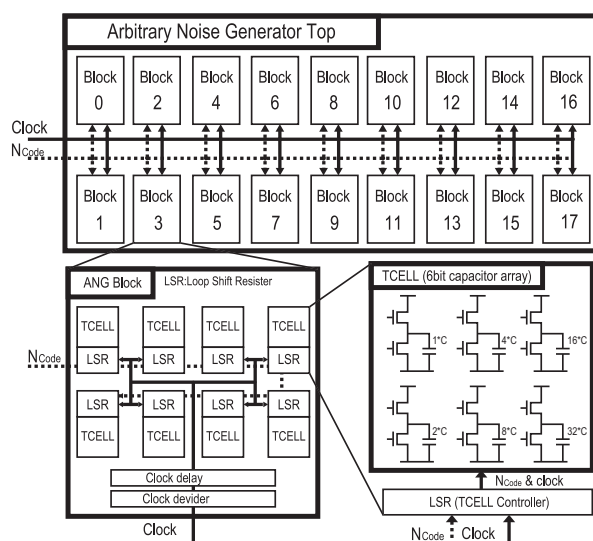 Arbitrary Noise Generator Top
Block 0
Block 2
Block 4
Block 6
Block 8
Block 10
Block 12
Block 14
Block 16
Clock
NCode
Block 1
Block 3
Block 5
Block 7
Block 9
Block 11
Block 13
Block 15
Block 17
ANG Block
LSR:Loop Shift Resister
TCELL
TCELL
TCELL
TCELL
NCode
LSR
LSR
LSR
LSR
LSR
LSR
LSR
LSR
TCELL
TCELL
TCELL
TCELL
Clock delay
Clock devider
Clock
TCELL (6bit capacitor array)
1*C
4*C
16*C
2*C
8*C
32*C
NCode & clock
LSR (TCELL Controller)
NCode
Clock